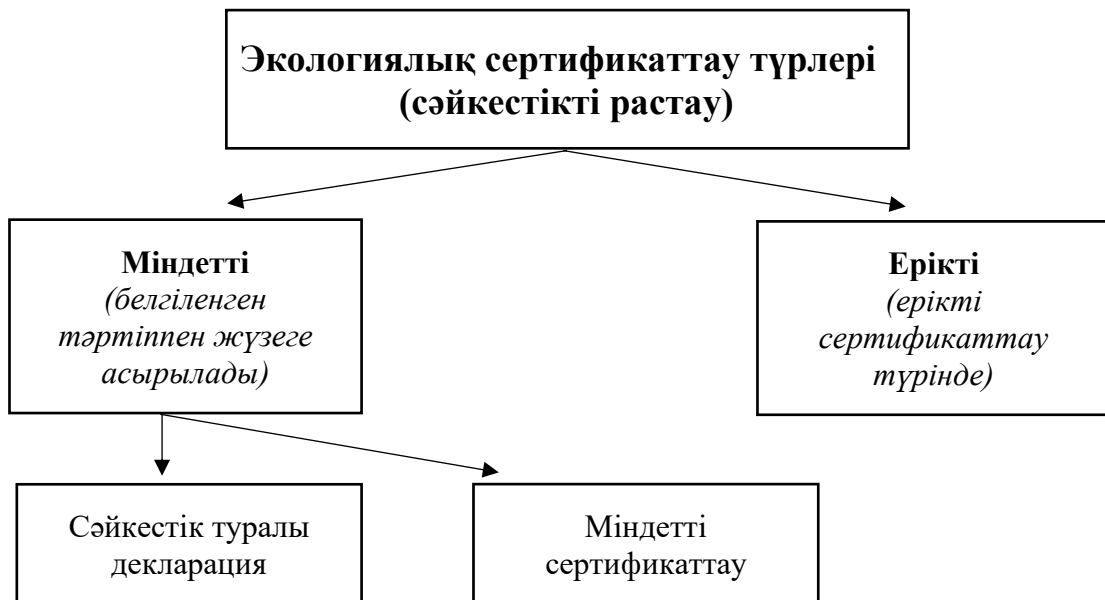 Экологиялық сертификаттау түрлері
(сәйкестікті растау)
Міндетті
(белгіленген
тәртіппен жүзеге
асырылады)
Ерікті
(ерікті
сертификаттау
түрінде)
Сәйкестік туралы
декларация
Міндетті
сертификаттау